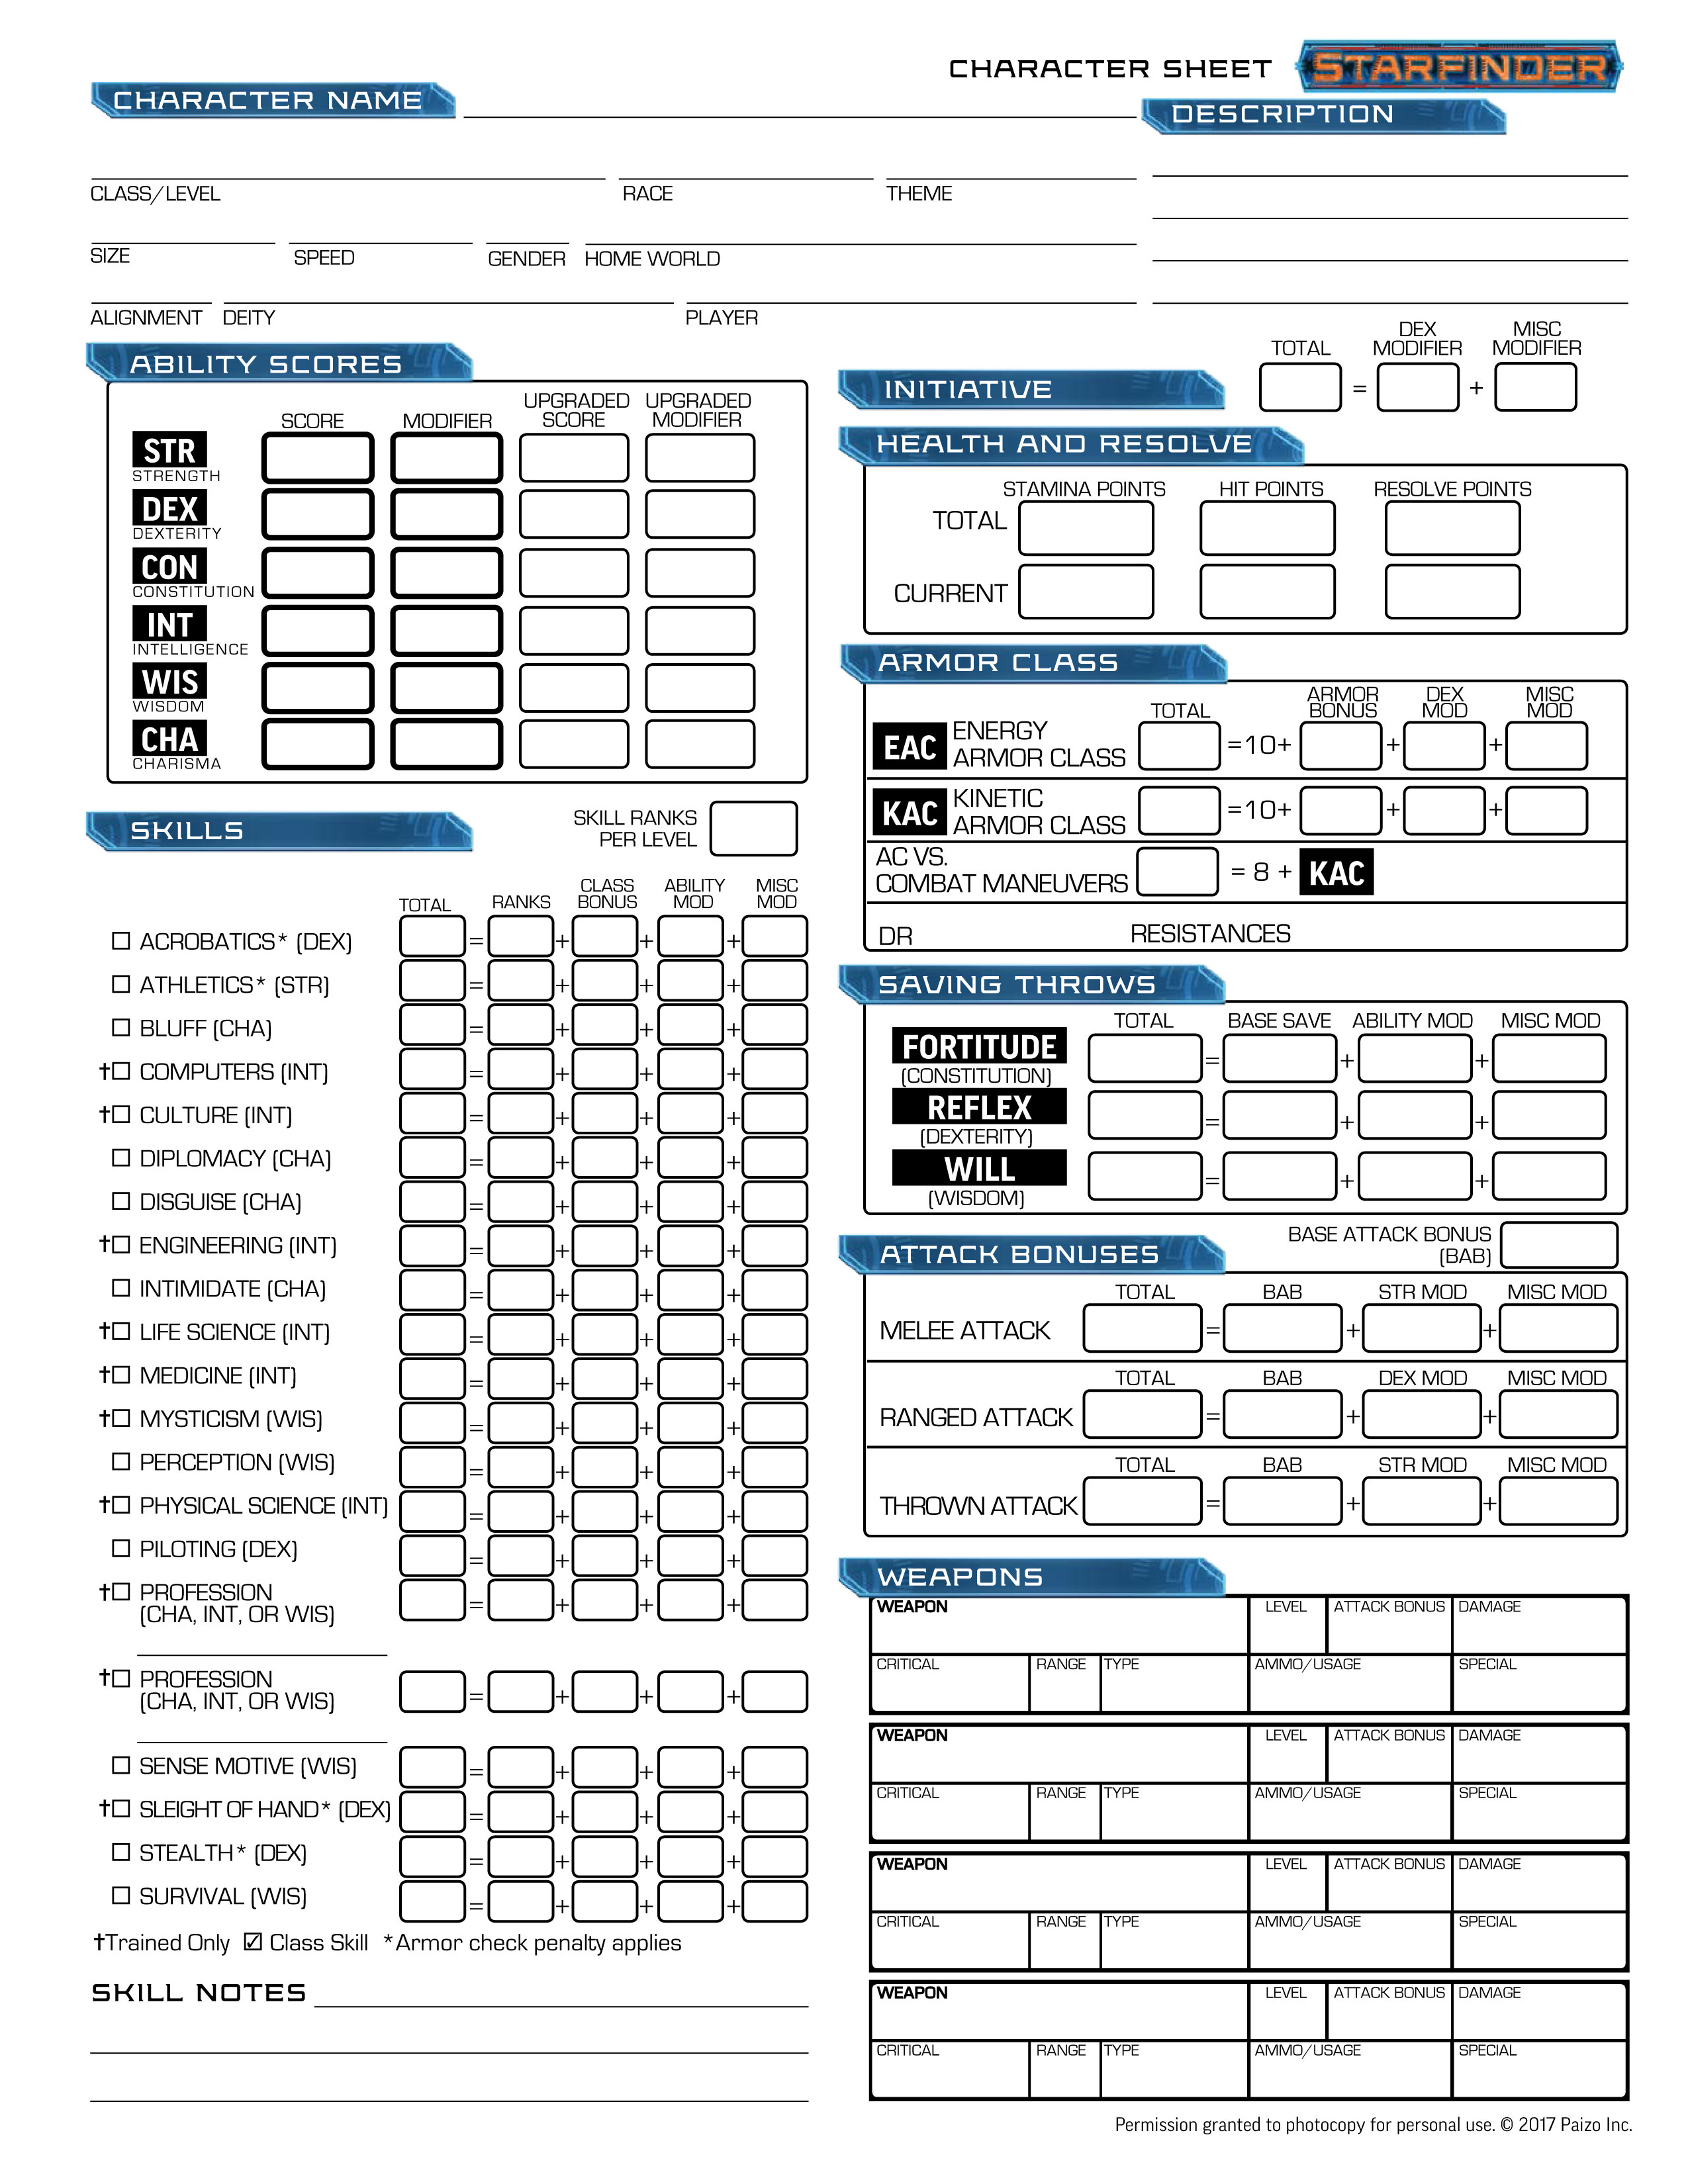 CHARACTER SHEET STARFINDER
CHARACTER NAME
DESCRIPTION
CLASS/LEVEL RACE THEME
SIZE SPEED GENDER HOME WORLD
ALIGNMENT DEITY PLAYER
ABILITY SCORES
SCORE MODIFIER UPGRADED SCORE UPGRADED MODIFIER
STR
STRENGTH
DEX
DEXTERITY
CON
CONSTITUTION
INT
INTELLIGENCE
WIS
WISDOM
CHA
CHARISMA
SKILLS
SKILL RANKS
PER LEVEL
TOTAL RANKS CLASS BONUS ABILITY MOD MISC MOD
☐ ACROBATICS* (DEX) = + + +
☐ ATHLETICS* (STR) = + + +
☐ BLUFF (CHA) = + + +
†☐ COMPUTERS (INT) = + + +
†☐ CULTURE (INT) = + + +
☐ DIPLOMACY (CHA) = + + +
☐ DISGUISE (CHA) = + + +
†☐ ENGINEERING (INT) = + + +
☐ INTIMIDATE (CHA) = + + +
†☐ LIFE SCIENCE (INT) = + + +
†☐ MEDICINE (INT) = + + +
†☐ MYSTICISM (WIS) = + + +
☐ PERCEPTION (WIS) = + + +
†☐ PHYSICAL SCIENCE (INT) = + + +
☐ PILOTING (DEX) = + + +
†☐ PROFESSION = + + +
(CHA, INT, OR WIS)
†☐ PROFESSION = + + +
(CHA, INT, OR WIS)
☐ SENSE MOTIVE (WIS) = + + +
†☐ SLEIGHT OF HAND* (DEX) = + + +
☐ STEALTH* (DEX) = + + +
☐ SURVIVAL (WIS) = + + +
†Trained Only ☑ Class Skill *Armor check penalty applies
SKILL NOTES
INITIATIVE
TOTAL DEX MODIFIER MISC MODIFIER
= +
HEALTH AND RESOLVE
STAMINA POINTS HIT POINTS RESOLVE POINTS
TOTAL
CURRENT
ARMOR CLASS
TOTAL ARMOR BONUS DEX MOD MISC MOD
EAC ENERGY ARMOR CLASS =10+ + +
KAC KINETIC ARMOR CLASS =10+ + +
AC VS.
COMBAT MANEUVERS = 8 + KAC
DR RESISTANCES
SAVING THROWS
TOTAL BASE SAVE ABILITY MOD MISC MOD
FORTITUDE = + +
(CONSTITUTION)
REFLEX = + +
(DEXTERITY)
WILL = + +
(WISDOM)
ATTACK BONUSES
BASE ATTACK BONUS
(BAB)
TOTAL BAB STR MOD MISC MOD
MELEE ATTACK = + +
TOTAL BAB DEX MOD MISC MOD
RANGED ATTACK = + +
TOTAL BAB STR MOD MISC MOD
THROWN ATTACK = + +
WEAPONS
WEAPON LEVEL ATTACK BONUS DAMAGE
CRITICAL RANGE TYPE AMMO/USAGE SPECIAL
WEAPON LEVEL ATTACK BONUS DAMAGE
CRITICAL RANGE TYPE AMMO/USAGE SPECIAL
WEAPON LEVEL ATTACK BONUS DAMAGE
CRITICAL RANGE TYPE AMMO/USAGE SPECIAL
WEAPON LEVEL ATTACK BONUS DAMAGE
CRITICAL RANGE TYPE AMMO/USAGE SPECIAL
Permission granted to photocopy for personal use. © 2017 Paizo Inc.